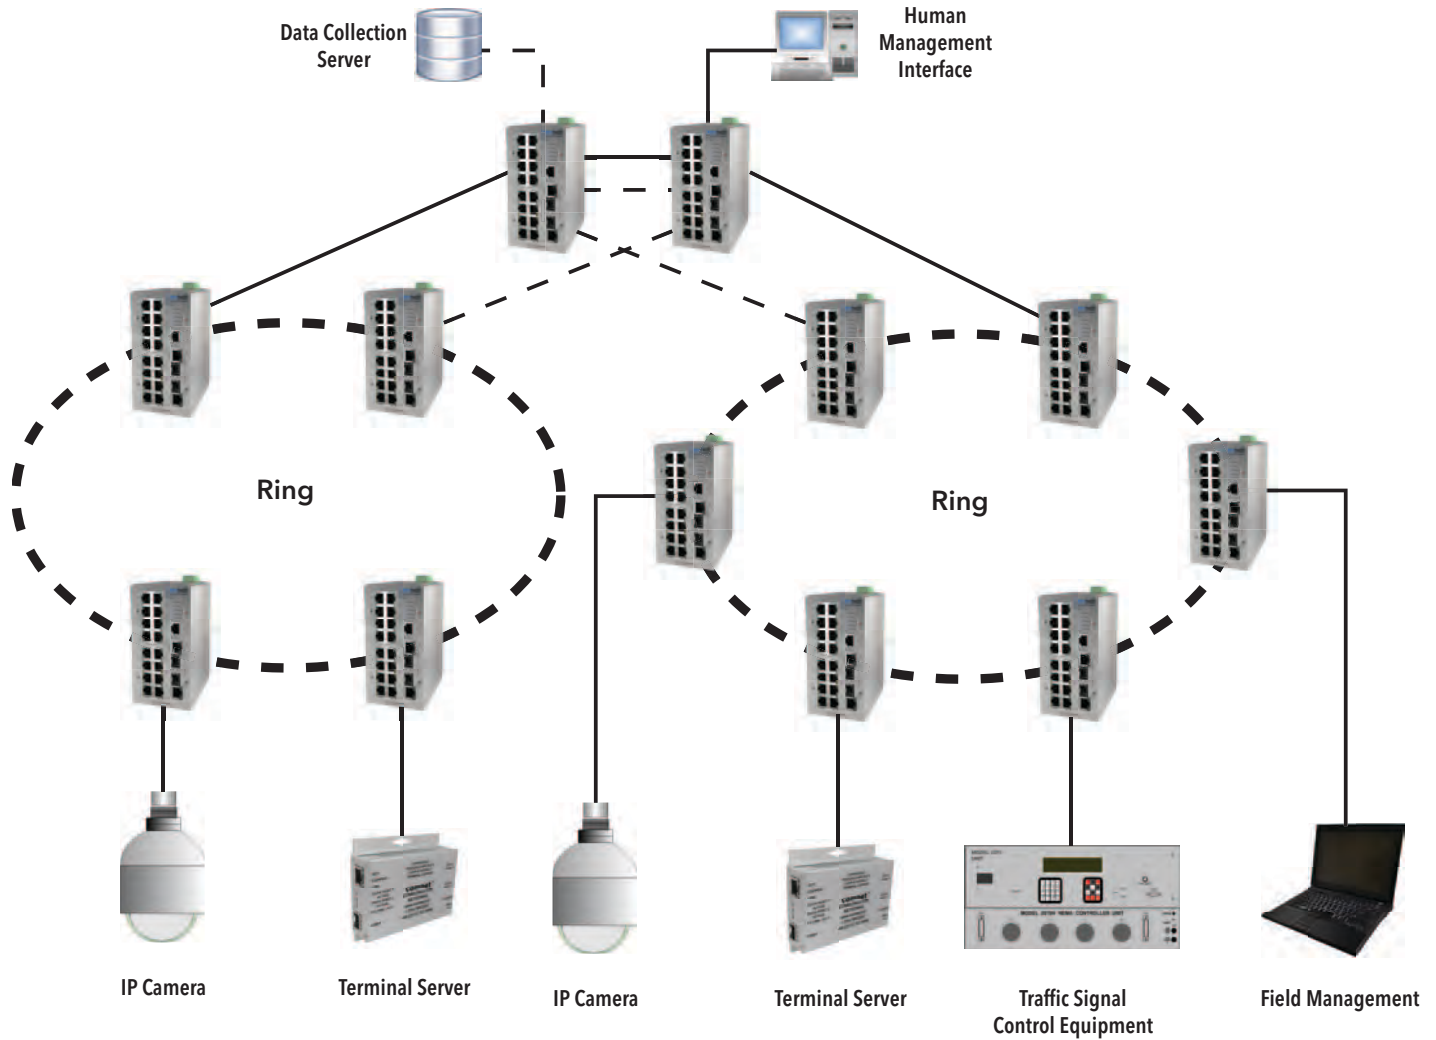 Data Collection
Server
Human
Management
Interface
Ring
Ring
IP Camera
Terminal Server
IP Camera
Terminal Server
Traffic Signal
Control Equipment
Field Management